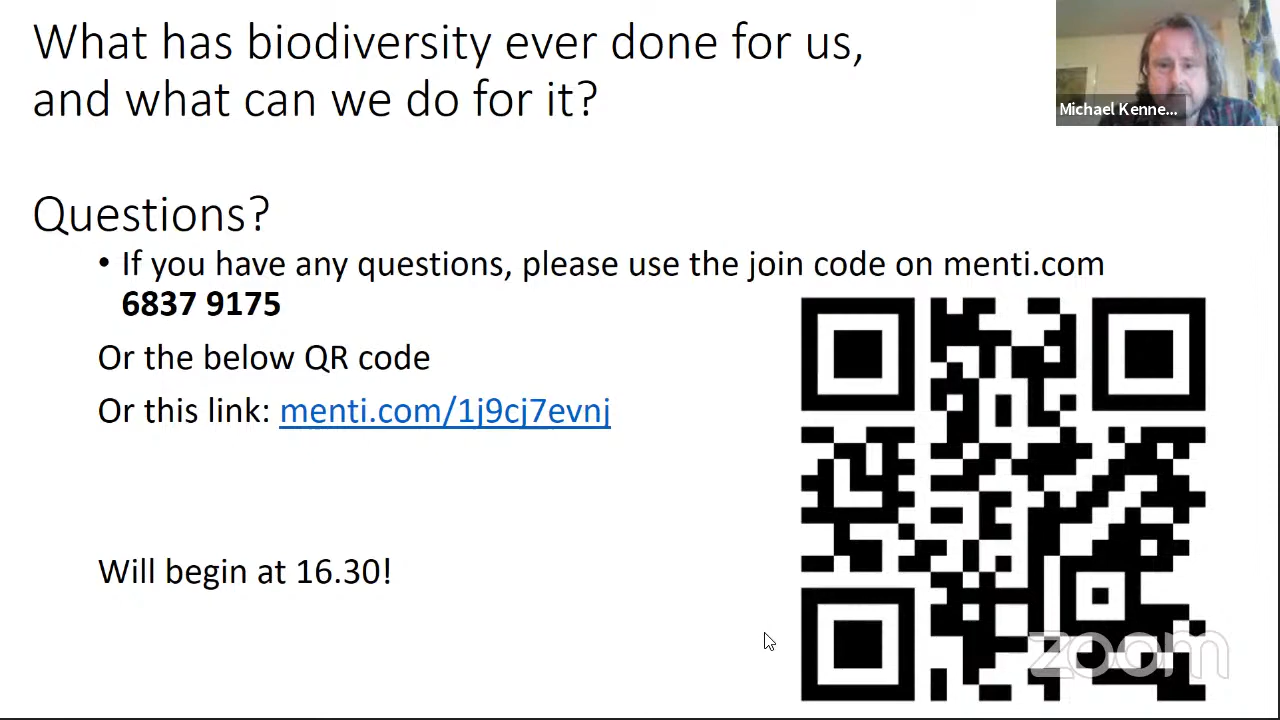 What has biodiversity ever done for us,
and what can we do for it?
Michael Kenne...
Questions?
• If you have any questions, please use the join code on menti.com
6837 9175
Or the below QR code
Or this link: menti.com/1j9cj7evnj
Will begin at 16.30!
zoom